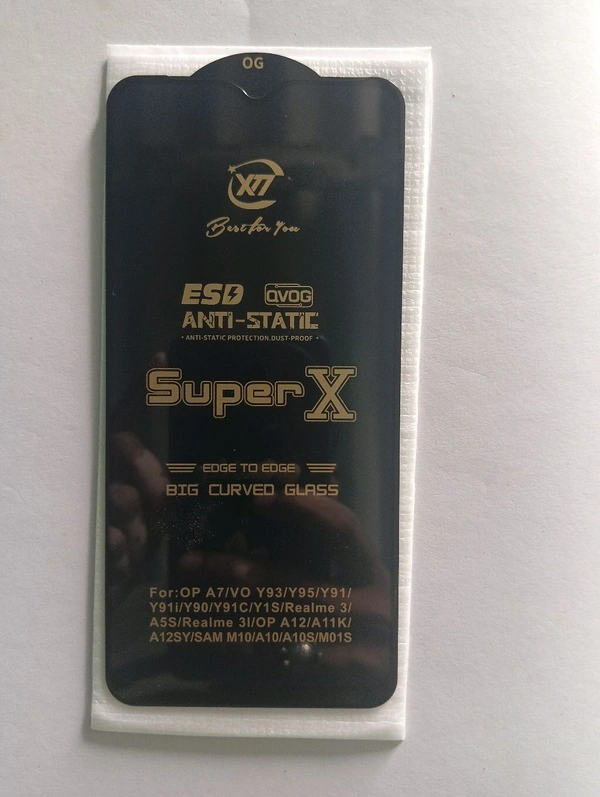 OG
X77
Best for You
ESD QVOG
ANTI-STATIC
• ANTI-STATIC PROTECTION.DUST-PROOF •
Super X
EDGE TO EDGE
BIG CURVED GLASS
For:OP A7/VO Y93/Y95/Y91/
Y91i/Y90/Y91C/Y1S/Realme 3/
A5S/Realme 3I/OP A12/A11K/
A12SY/SAM M10/A10/A10S/M01S